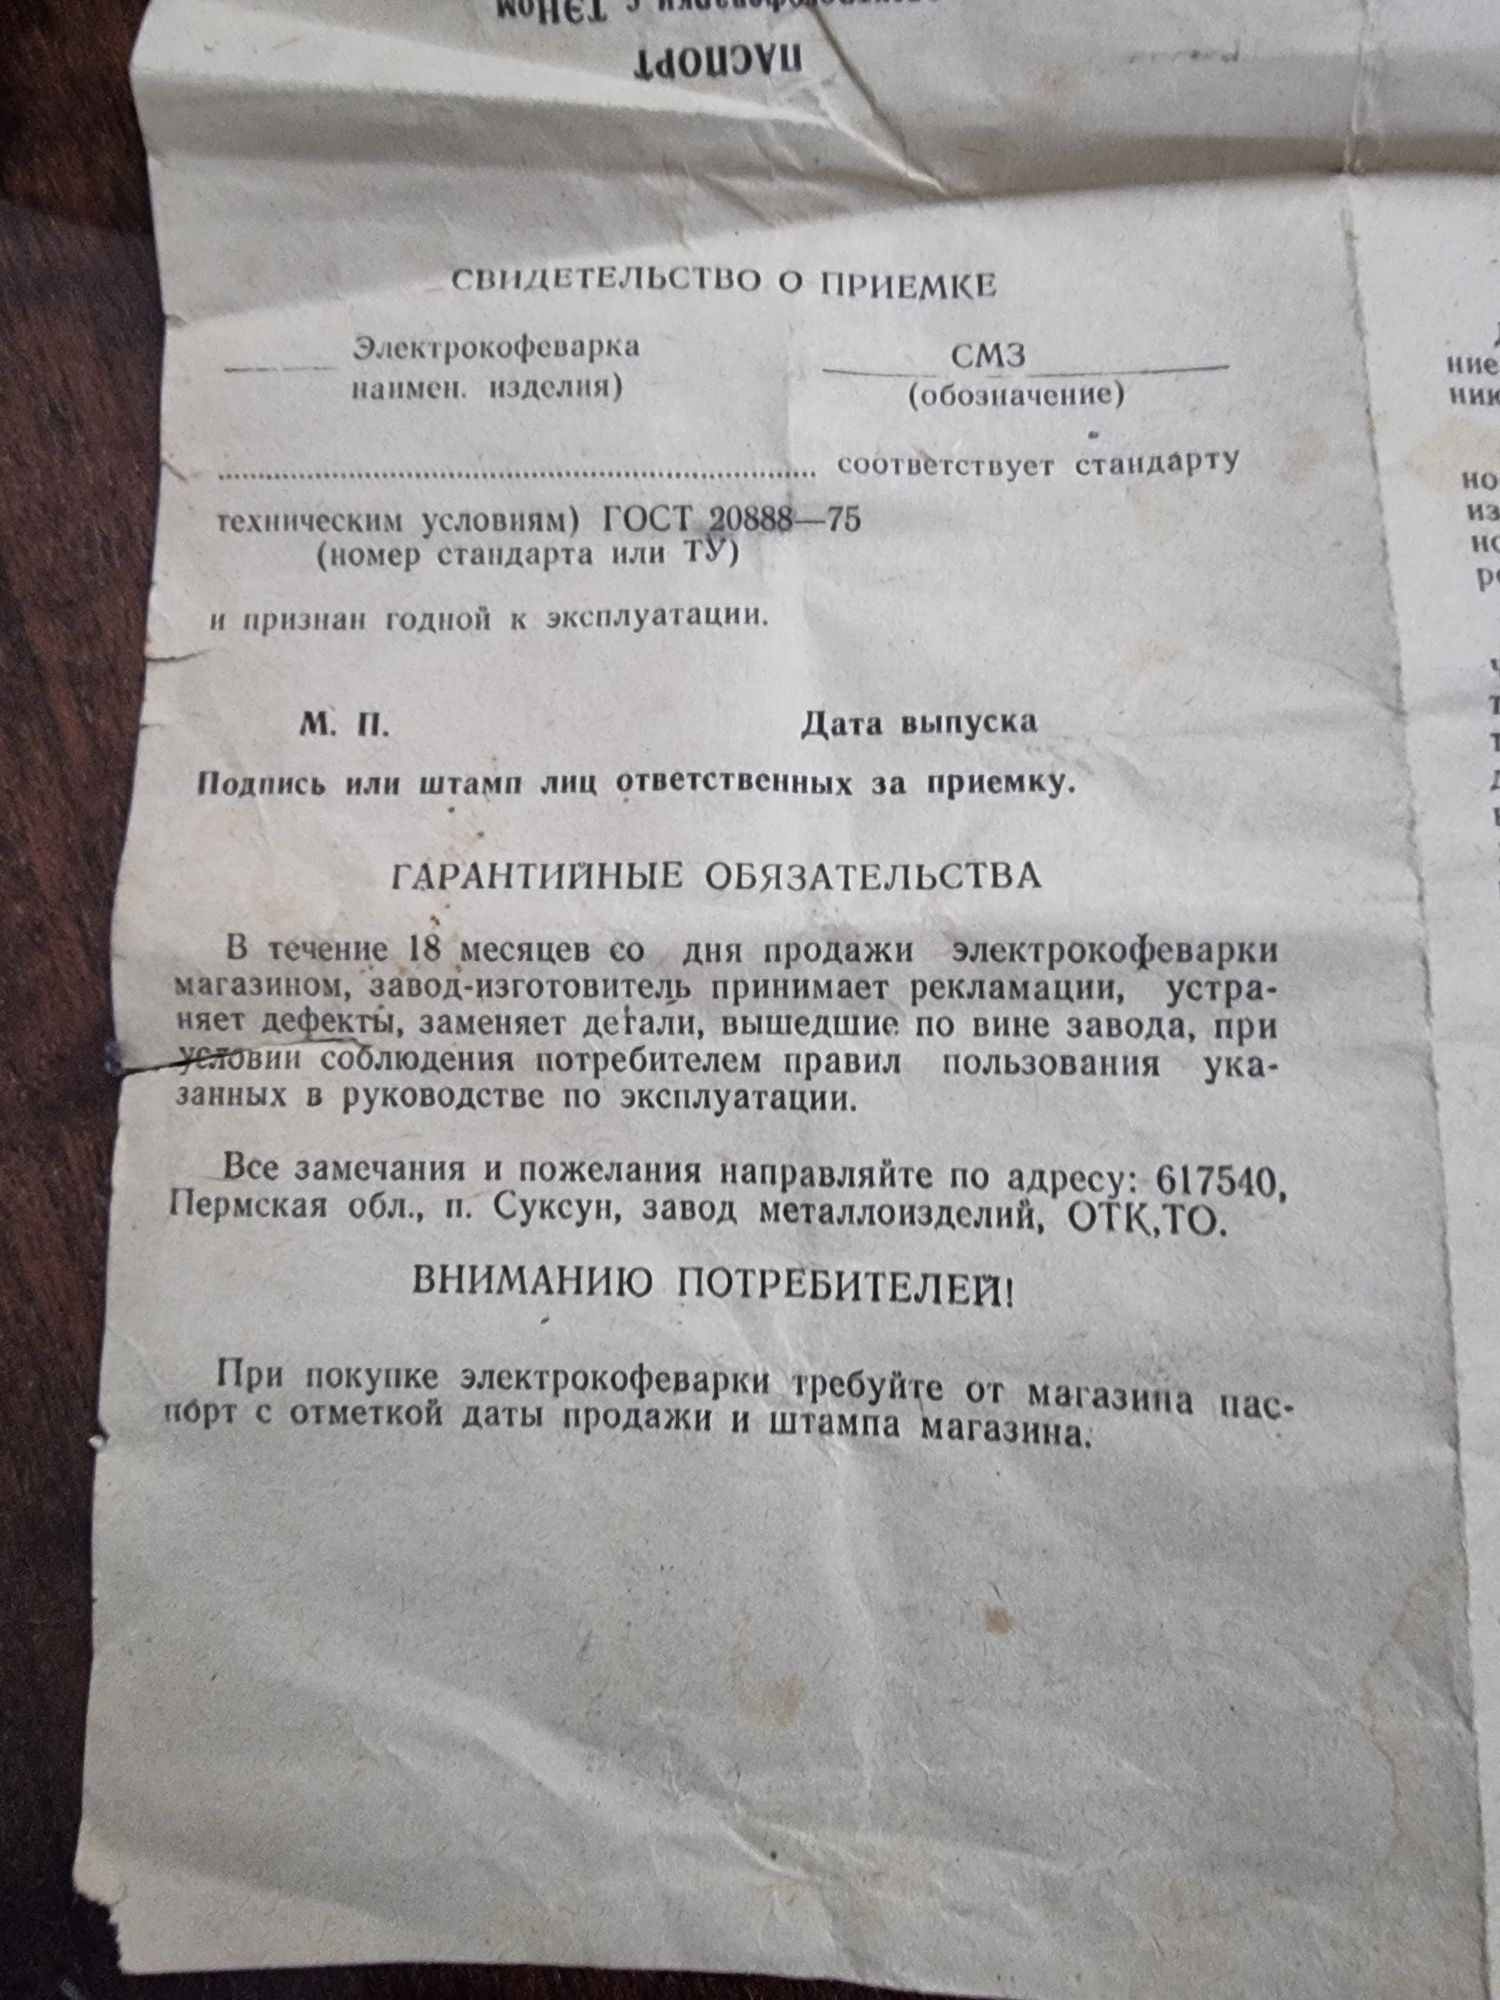 электрокофеварки с ТЭНом
ПАСПОРТ
СВИДЕТЕЛЬСТВО О ПРИЕМКЕ
Электрокофеварка СМЗ
наимен. изделия) (обозначение)
соответствует стандарту
техническим условиям) ГОСТ 20888—75
(номер стандарта или ТУ)
и признан годной к эксплуатации.
М. П. Дата выпуска
Подпись или штамп лиц ответственных за приемку.
ГАРАНТИЙНЫЕ ОБЯЗАТЕЛЬСТВА
В течение 18 месяцев со дня продажи электрокофеварки
магазином, завод-изготовитель принимает рекламации, устра-
няет дефекты, заменяет детали, вышедшие по вине завода, при
условии соблюдения потребителем правил пользования ука-
занных в руководстве по эксплуатации.
Все замечания и пожелания направляйте по адресу: 617540,
Пермская обл., п. Суксун, завод металлоизделий, ОТК,ТО.
ВНИМАНИЮ ПОТРЕБИТЕЛЕЙ!
При покупке электрокофеварки требуйте от магазина пас-
порт с отметкой даты продажи и штампа магазина.